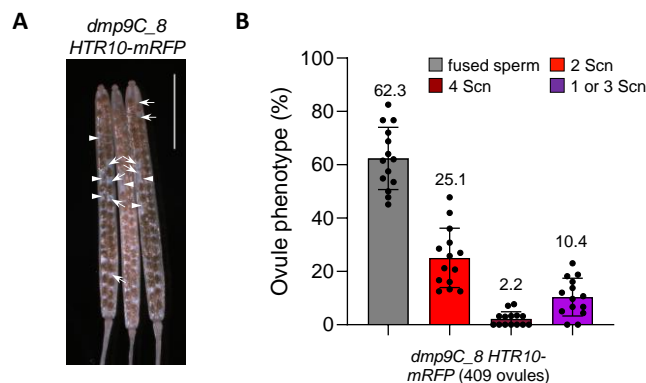 A
dmp9C_8
HTR10-mRFP
B
Ovule phenotype (%)
100
80
60
40
20
0
fused sperm
2 Scn
4 Scn
1 or 3 Scn
62.3
25.1
2.2
10.4
dmp9C_8 HTR10-
mRFP (409 ovules)